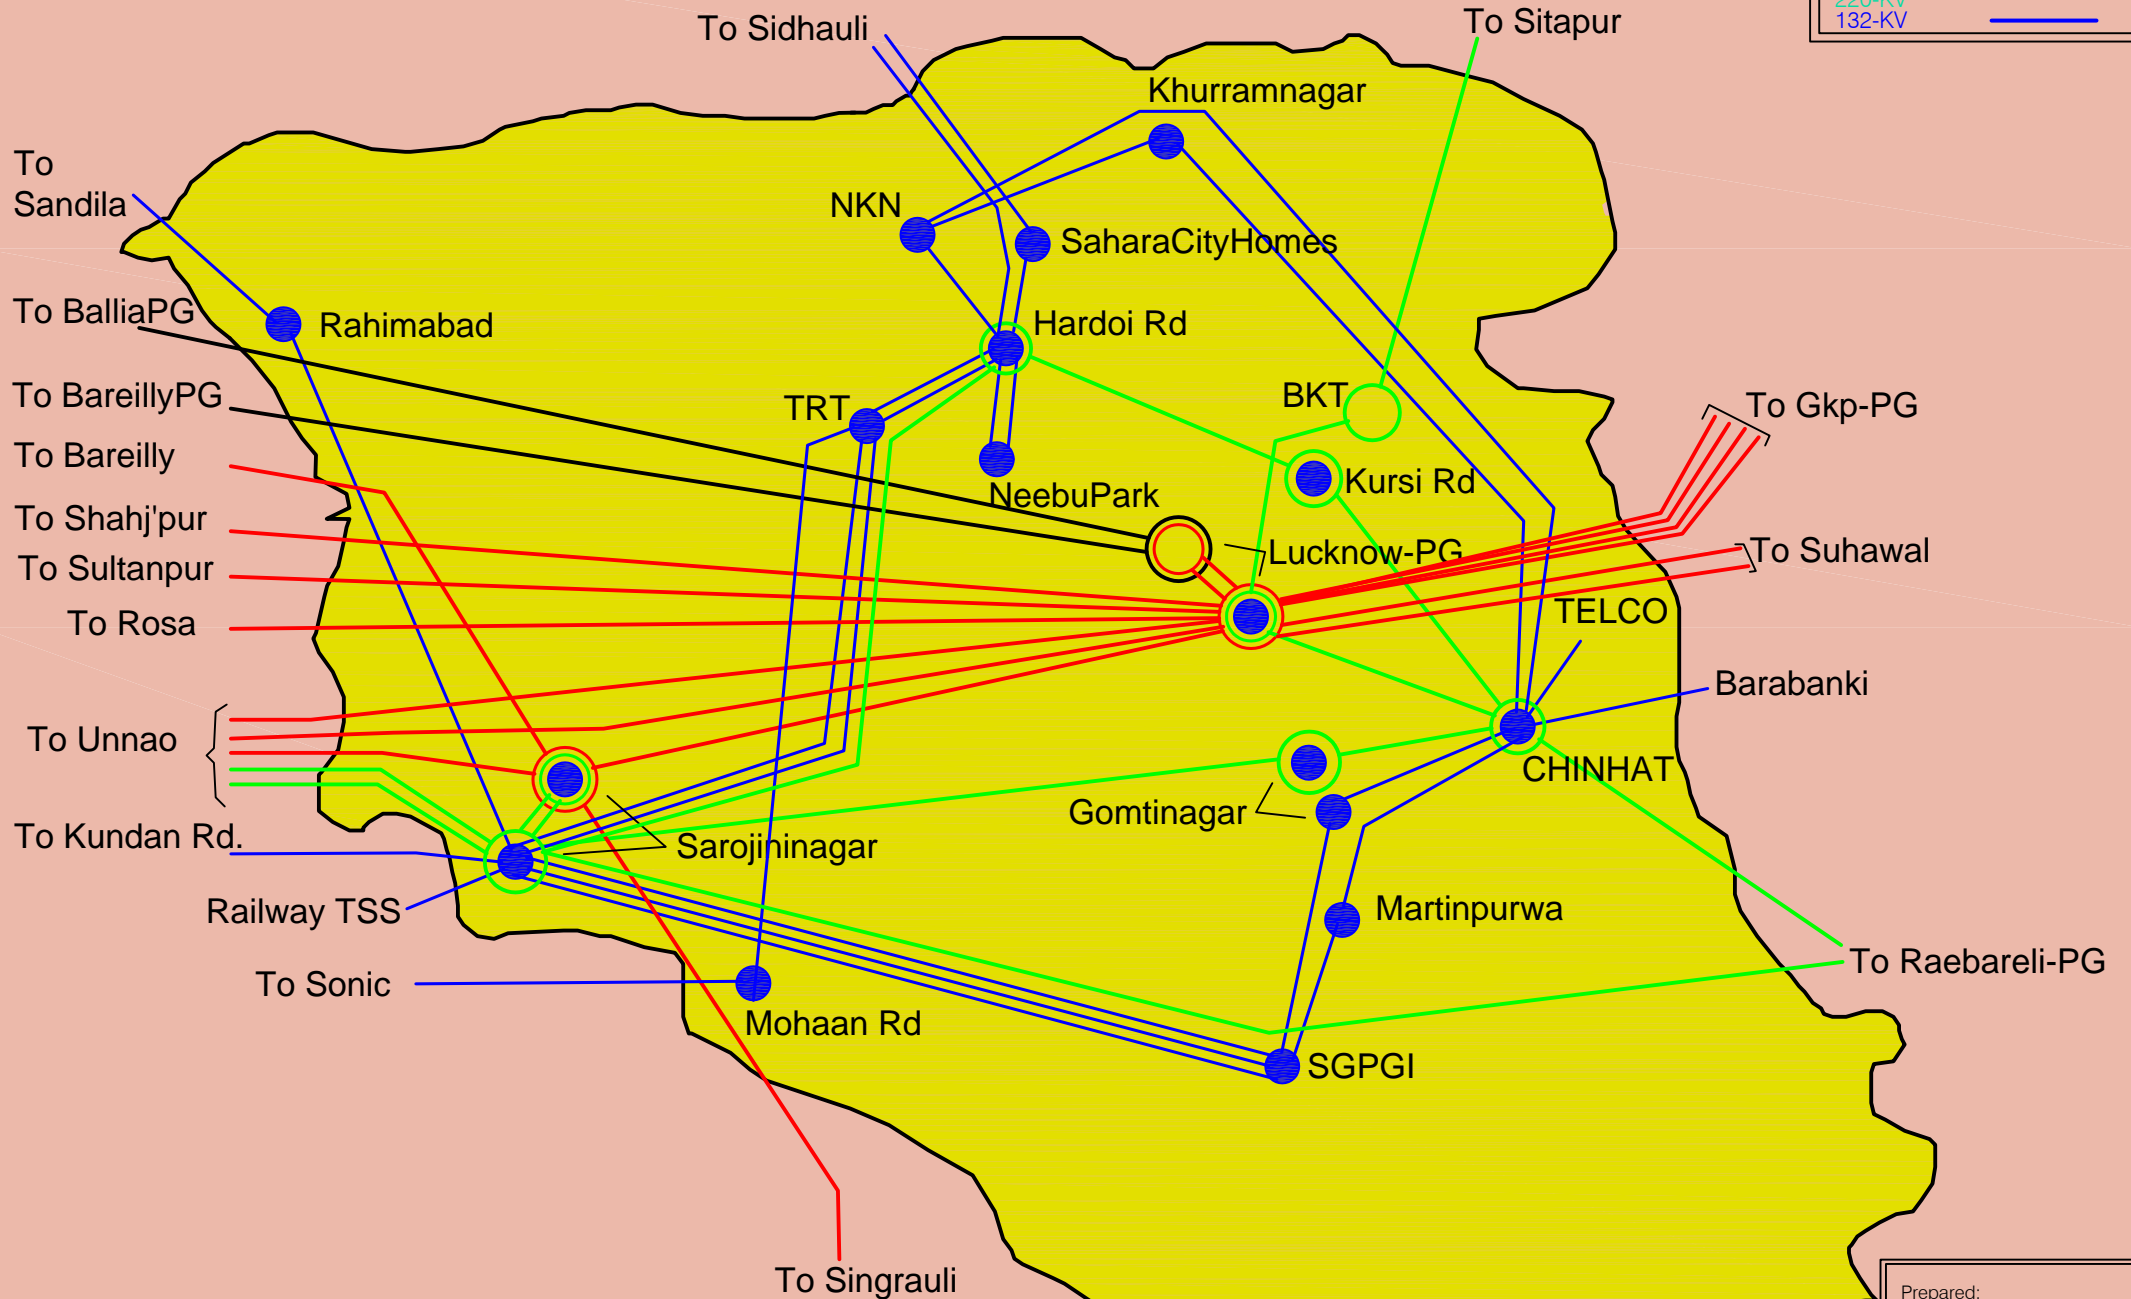 220-KV
132-KV
To Sidhauli
To Sitapur
Khurramnagar
To
Sandila
NKN
SaharaCityHomes
To BalliaPG
Rahimabad
Hardoi Rd
To BareillyPG
TRT
BKT
To Gkp-PG
To Bareilly
Kursi Rd
NeebuPark
To Shahj'pur
Lucknow-PG
To Suhawal
To Sultanpur
To Rosa
TELCO
Barabanki
To Unnao
CHINHAT
Gomtinagar
To Kundan Rd.
Sarojininagar
Railway TSS
Martinpurwa
To Raebareli-PG
To Sonic
Mohaan Rd
SGPGI
To Singrauli
Prepared: